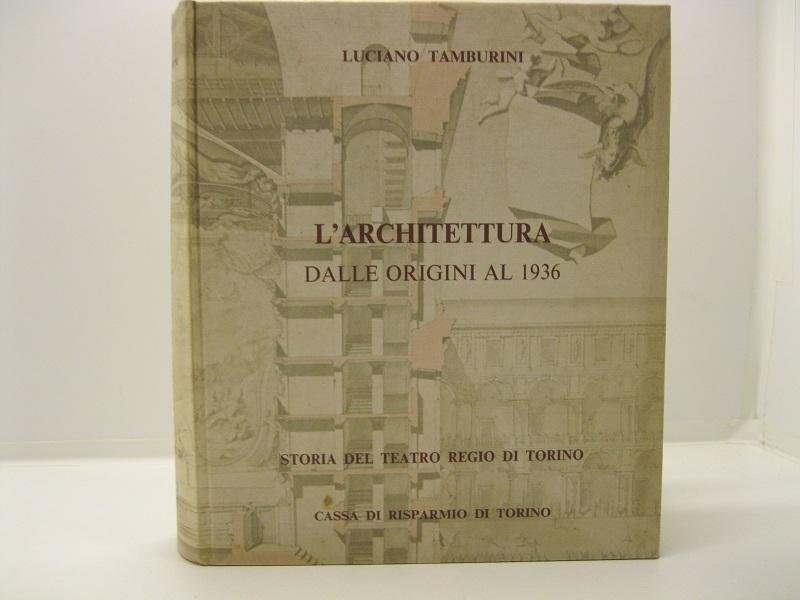 LUCIANO TAMBURINI
L'ARCHITETTURA
DALLE ORIGINI AL 1936
STORIA DEL TEATRO REGIO DI TORINO
CASSA DI RISPARMIO DI TORINO